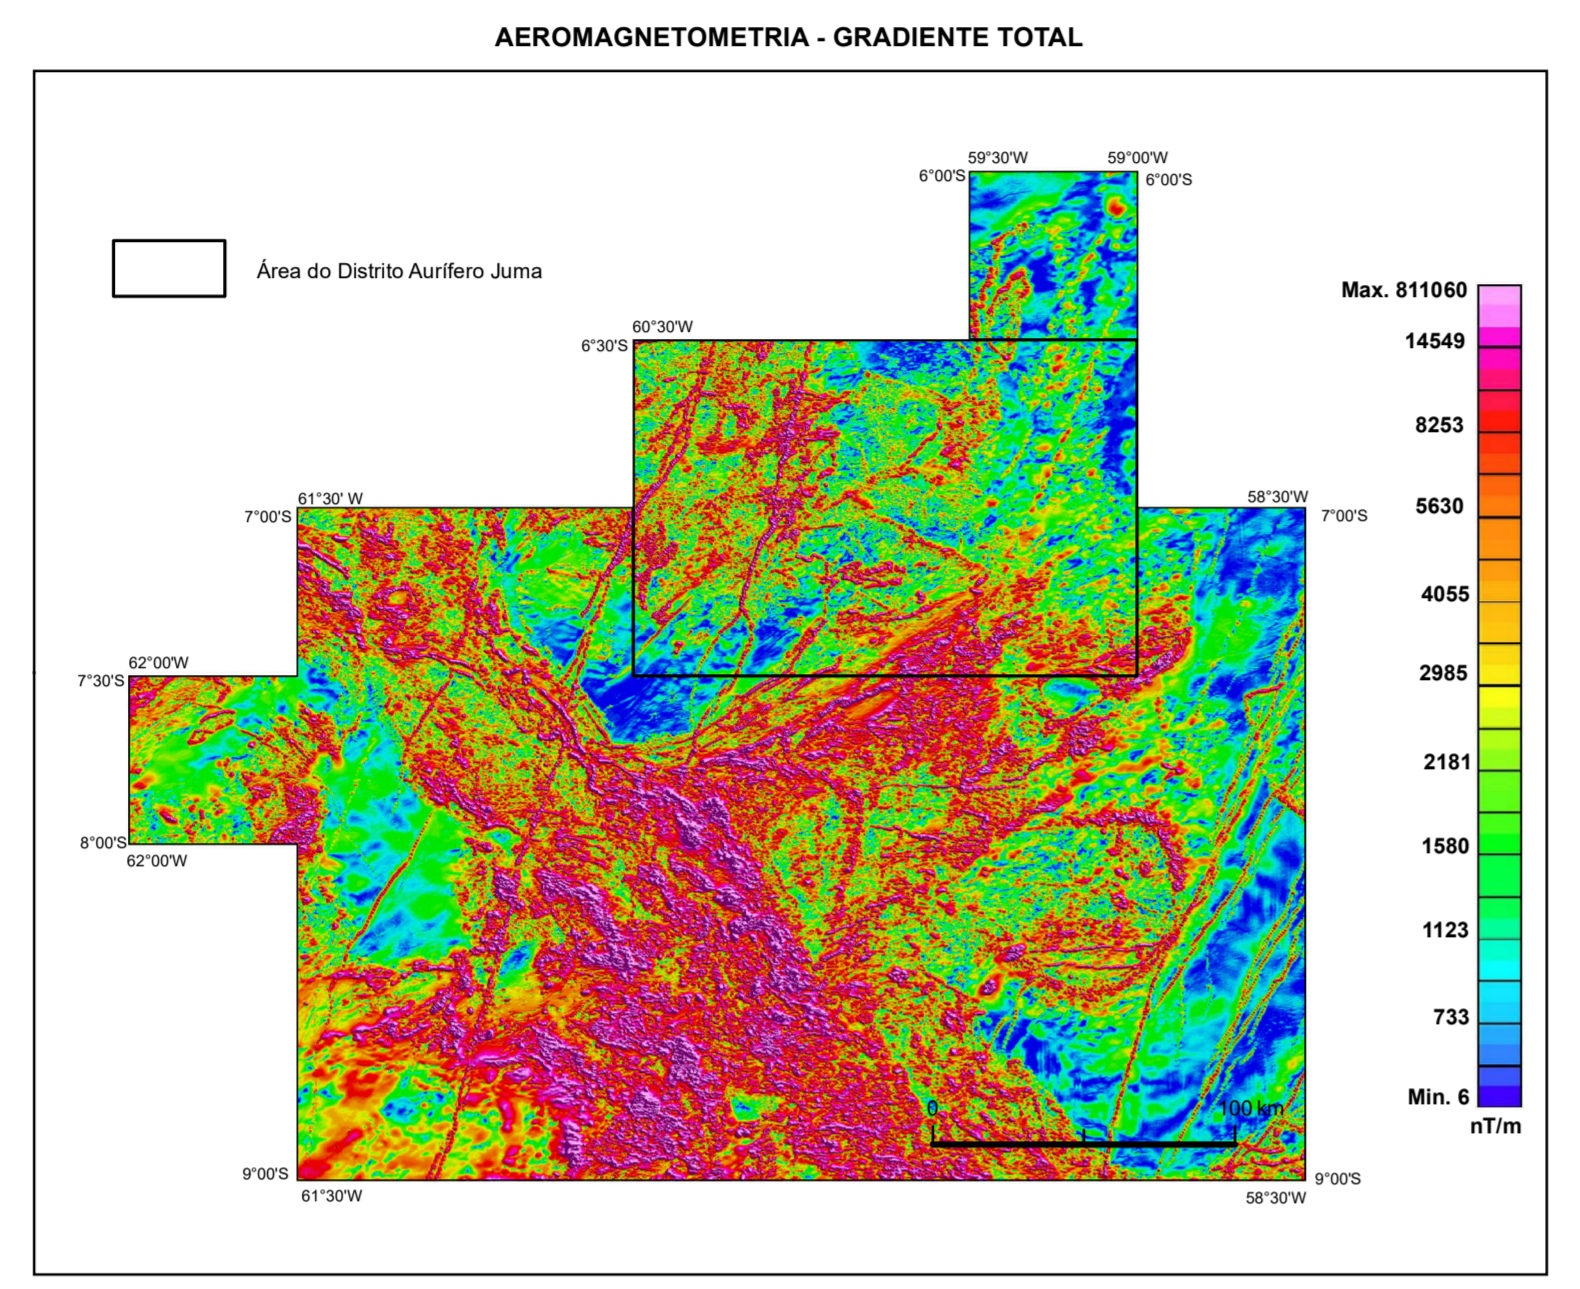 AEROMAGNETOMETRIA - GRADIENTE TOTAL
59°30'W 59°00'W
6°00'S 6°00'S
Área do Distrito Aurífero Juma
Max. 811060
60°30'W
6°30'S
14549
8253
61°30' W 58°30'W
7°00'S 7°00'S
5630
4055
62°00'W
7°30'S
2985
2181
8°00'S
62°00'W
1580
1123
733
Min. 6
0 100 km
nT/m
9°00'S 9°00'S
61°30'W 58°30'W